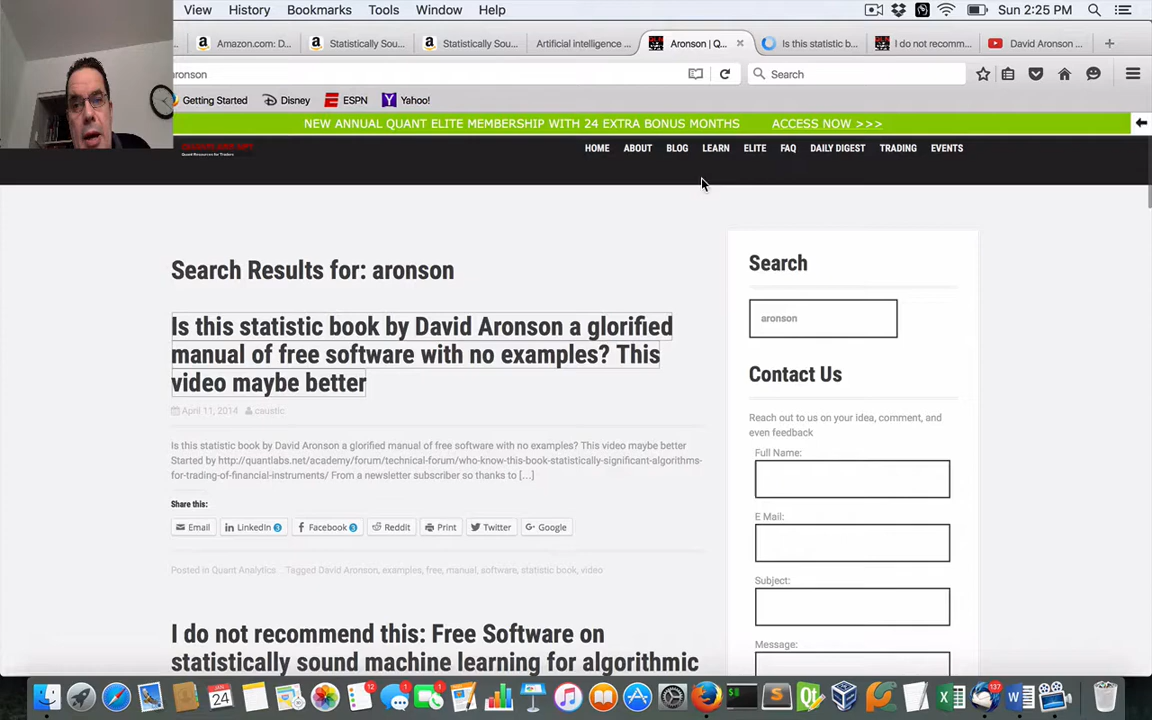 View History Bookmarks Tools Window Help Sun 2:25 PM
Amazon.com: D... Statistically Sou... Statistically Sou... Artificial intelligence ... Aronson | Q... Is this statistic b... I do not recomm... David Aronson ...
aronson Search
Getting Started Disney ESPN Yahoo!
NEW ANNUAL QUANT ELITE MEMBERSHIP WITH 24 EXTRA BONUS MONTHS ACCESS NOW >>>
HOME ABOUT BLOG LEARN ELITE FAQ DAILY DIGEST TRADING EVENTS
Search Results for: aronson
Is this statistic book by David Aronson a glorified
manual of free software with no examples? This
video maybe better
April 11, 2014 caustic
Is this statistic book by David Aronson a glorified manual of free software with no examples? This video maybe better
Started by http://quantlabs.net/academy/forum/technical-forum/who-know-this-book-statistically-significant-algorithms-
for-trading-of-financial-instruments/ From a newsletter subscriber so thanks to [...]
Share this:
Email LinkedIn 3 Facebook 3 Reddit Print Twitter Google
Posted in Quant Analytics Tagged David Aronson, examples, free, manual, software, statistic book, video
I do not recommend this: Free Software on
statistically sound machine learning for algorithmic
Search
aronson
Contact Us
Reach out to us on your idea, comment, and
even feedback
Full Name:
E Mail:
Subject:
Message:
24 12 1 1 137